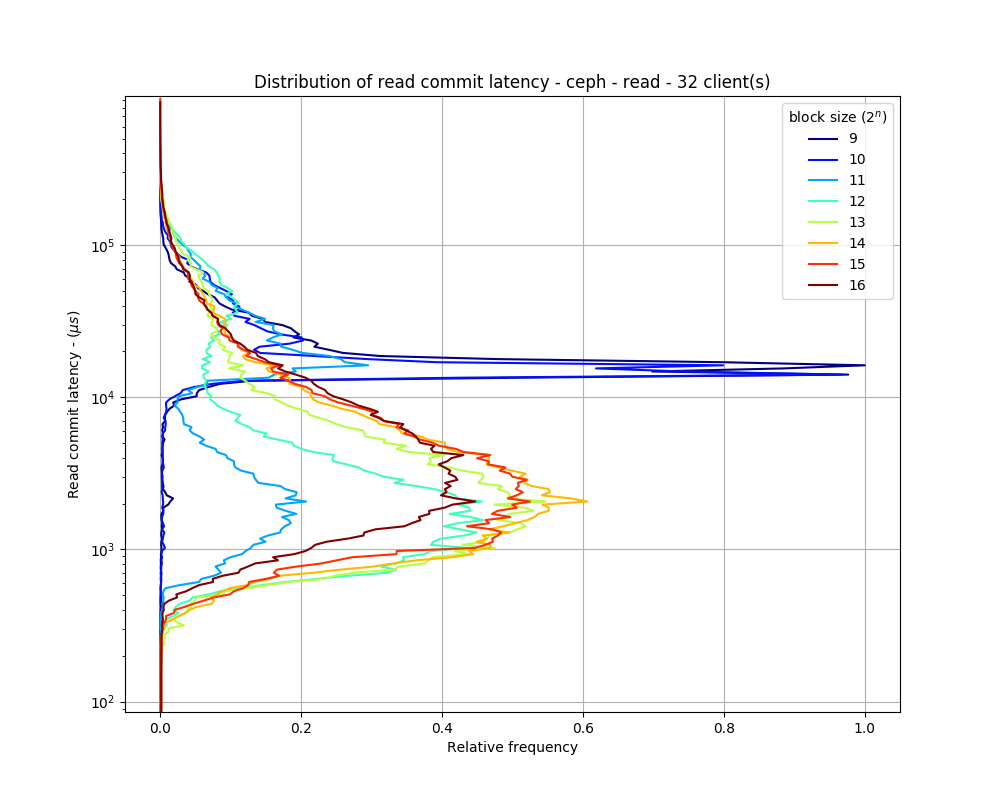 Distribution of read commit latency - ceph - read - 32 client(s)
block size (2^n)
9
10
11
12
13
14
15
16
Read commit latency - (μs)
10^5
10^4
10^3
10^2
0.0 0.2 0.4 0.6 0.8 1.0
Relative frequency